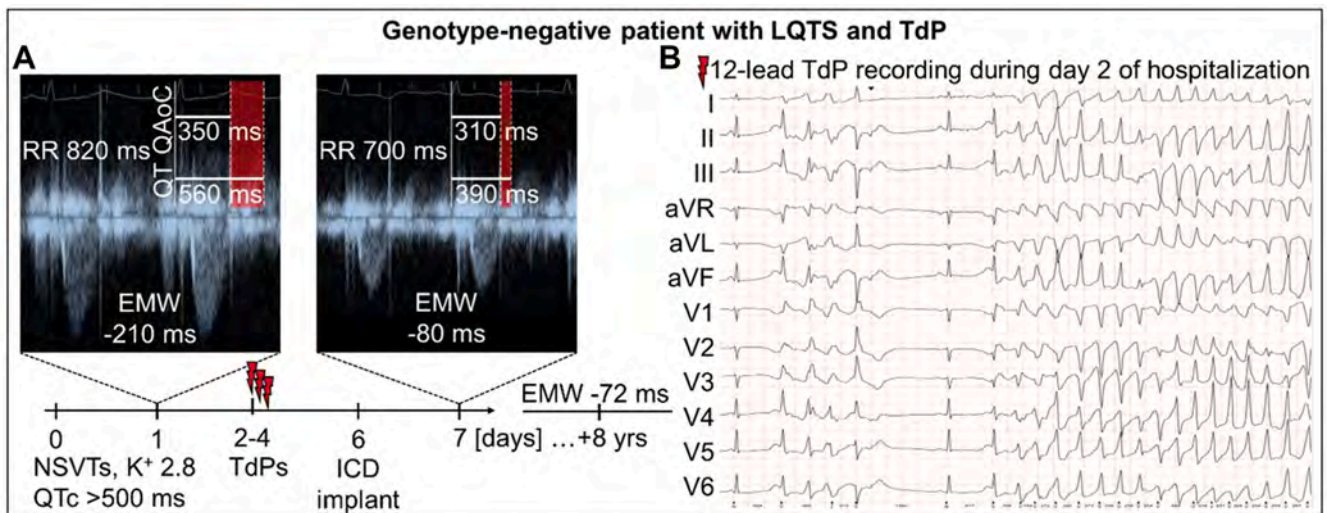 Genotype-negative patient with LQTS and TdP
A
QT QAoC
350 ms
RR 820 ms
560 ms
EMW
-210 ms
310 ms
RR 700 ms
390 ms
EMW
-80 ms
EMW -72 ms
0 1 2-4 6 7 [days] ...+8 yrs
NSVTs, K⁺ 2.8 TdPs ICD
QTc >500 ms implant
B 12-lead TdP recording during day 2 of hospitalization
I
II
III
aVR
aVL
aVF
V1
V2
V3
V4
V5
V6